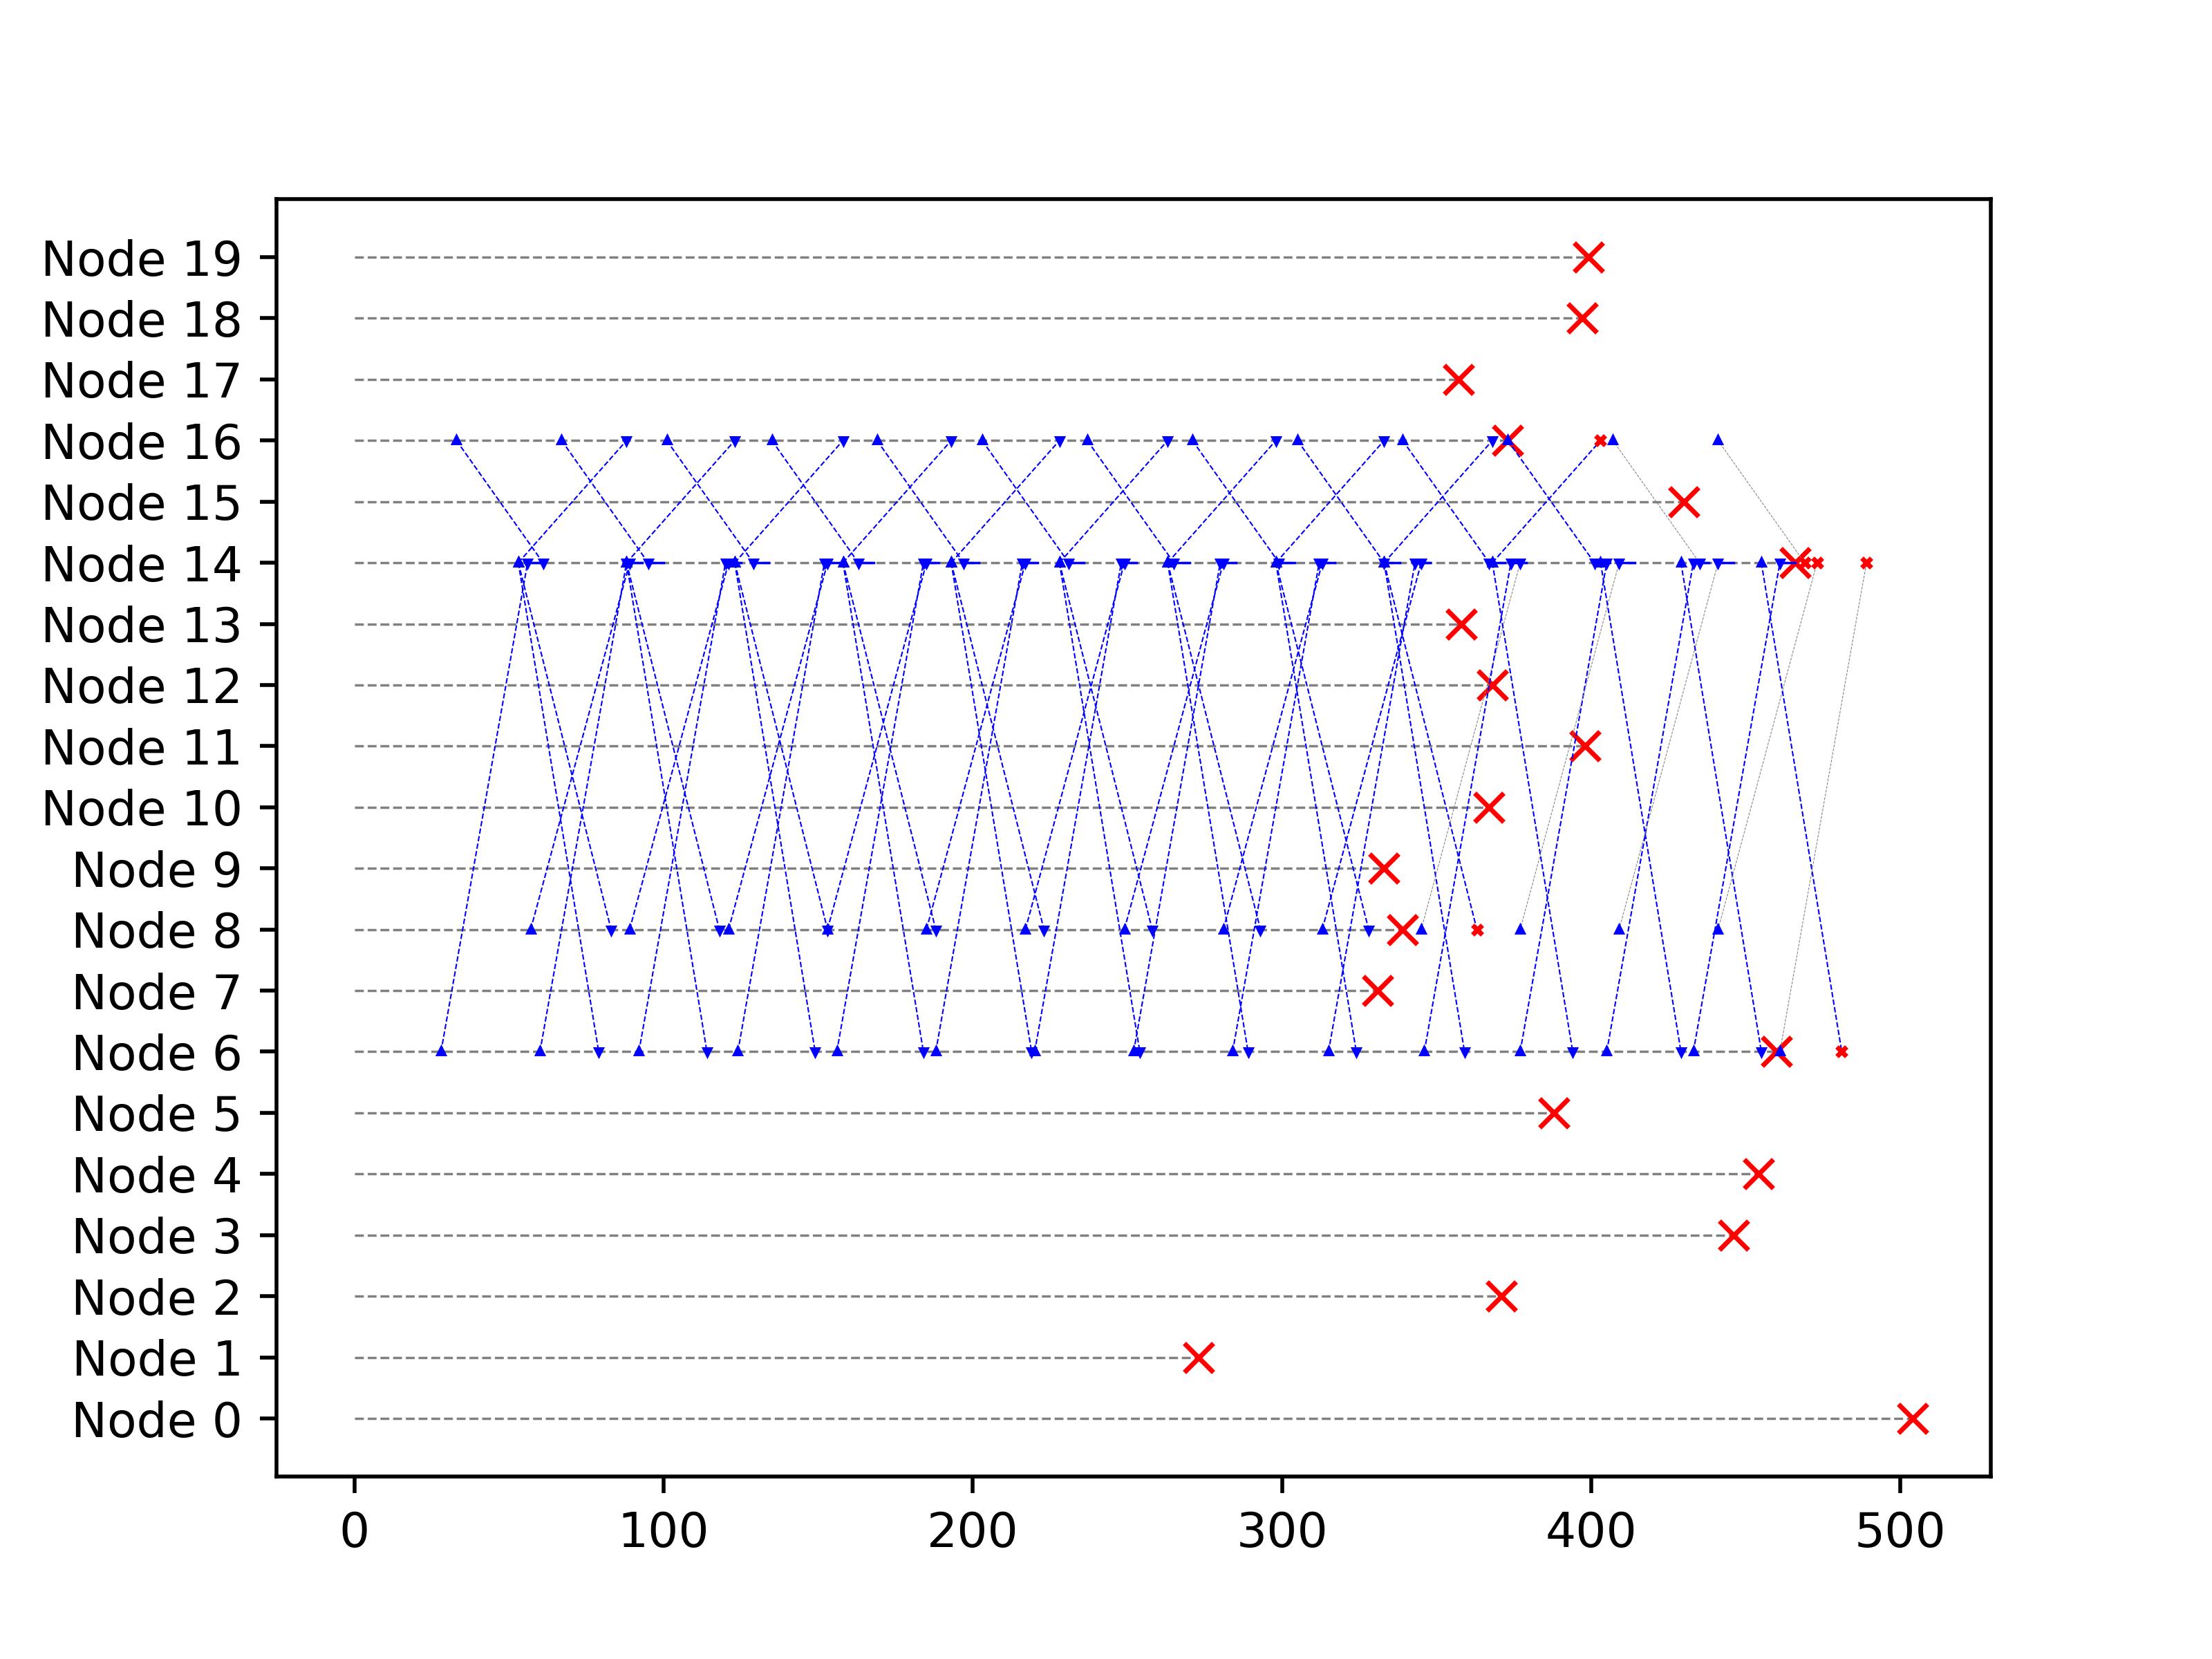 Node 19
Node 18
Node 17
Node 16
Node 15
Node 14
Node 13
Node 12
Node 11
Node 10
Node 9
Node 8
Node 7
Node 6
Node 5
Node 4
Node 3
Node 2
Node 1
Node 0
0 100 200 300 400 500